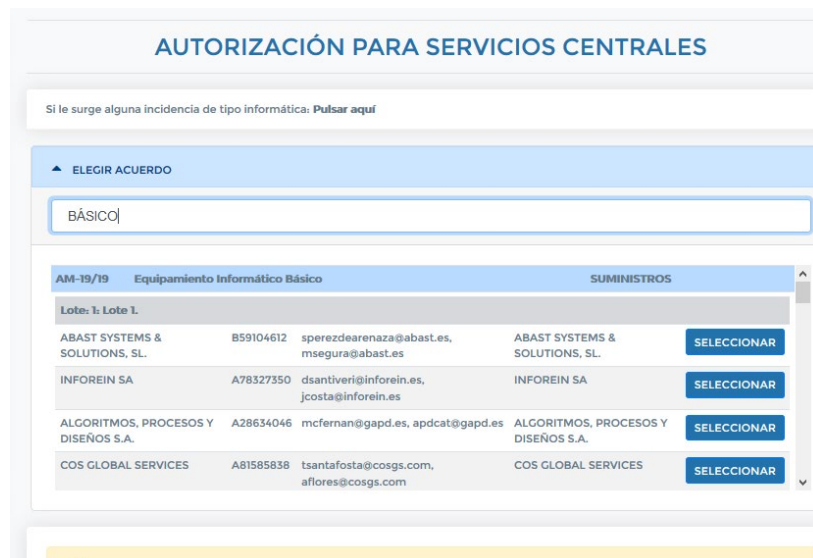 AUTORIZACIÓN PARA SERVICIOS CENTRALES
Si le surge alguna incidencia de tipo informática: Pulsar aquí
ELEGIR ACUERDO
BÁSICO
AM-19/19 Equipamiento Informático Básico SUMINISTROS
Lote: 1: Lote 1.
ABAST SYSTEMS & B59104612 sperezdearenaza@abast.es, ABAST SYSTEMS & SELECCIONAR
SOLUTIONS, SL. msegura@abast.es SOLUTIONS, SL.
INFOREIN SA A78327350 dsantiveri@inforein.es, INFOREIN SA SELECCIONAR
jcosta@inforein.es
ALGORITMOS, PROCESOS Y A28634046 mcfernan@gapd.es, apdcat@gapd.es ALGORITMOS, PROCESOS Y SELECCIONAR
DISEÑOS S.A. DISEÑOS S.A.
COS GLOBAL SERVICES A81585838 tsantafosta@cosgs.com, COS GLOBAL SERVICES SELECCIONAR
aflores@cosgs.com